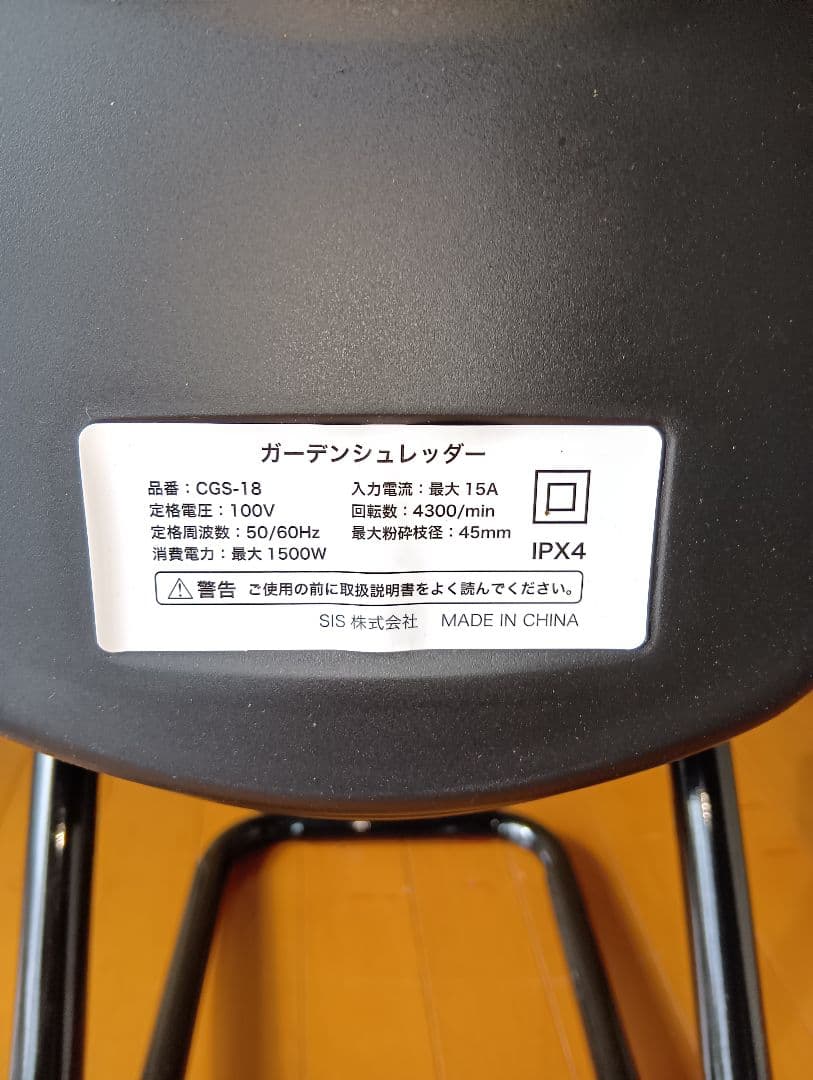 ガーデンシュレッダー
品番：CGS-18
定格電圧：100V
定格周波数：50/60Hz
消費電力：最大 1500W
入力電流：最大 15A
回転数：4300/min
最大粉砕枝径：45mm
IPX4
警告 ご使用の前に取扱説明書をよく読んでください。
SIS 株式会社 MADE IN CHINA